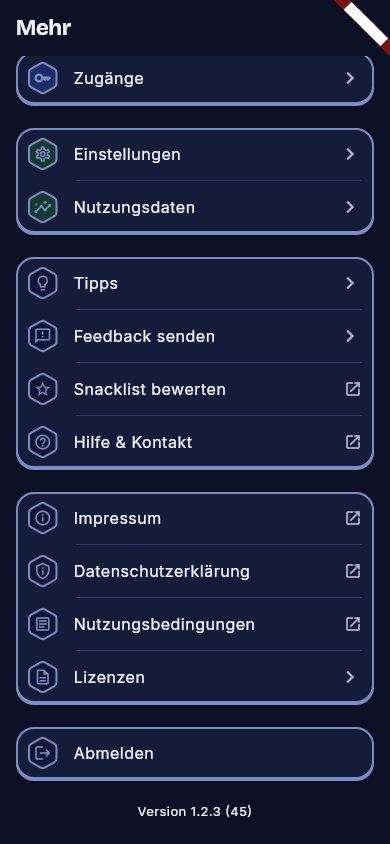 Mehr
Zugänge
Einstellungen
Nutzungsdaten
Tipps
Feedback senden
Snacklist bewerten
Hilfe & Kontakt
Impressum
Datenschutzerklärung
Nutzungsbedingungen
Lizenzen
Abmelden
Version 1.2.3 (45)